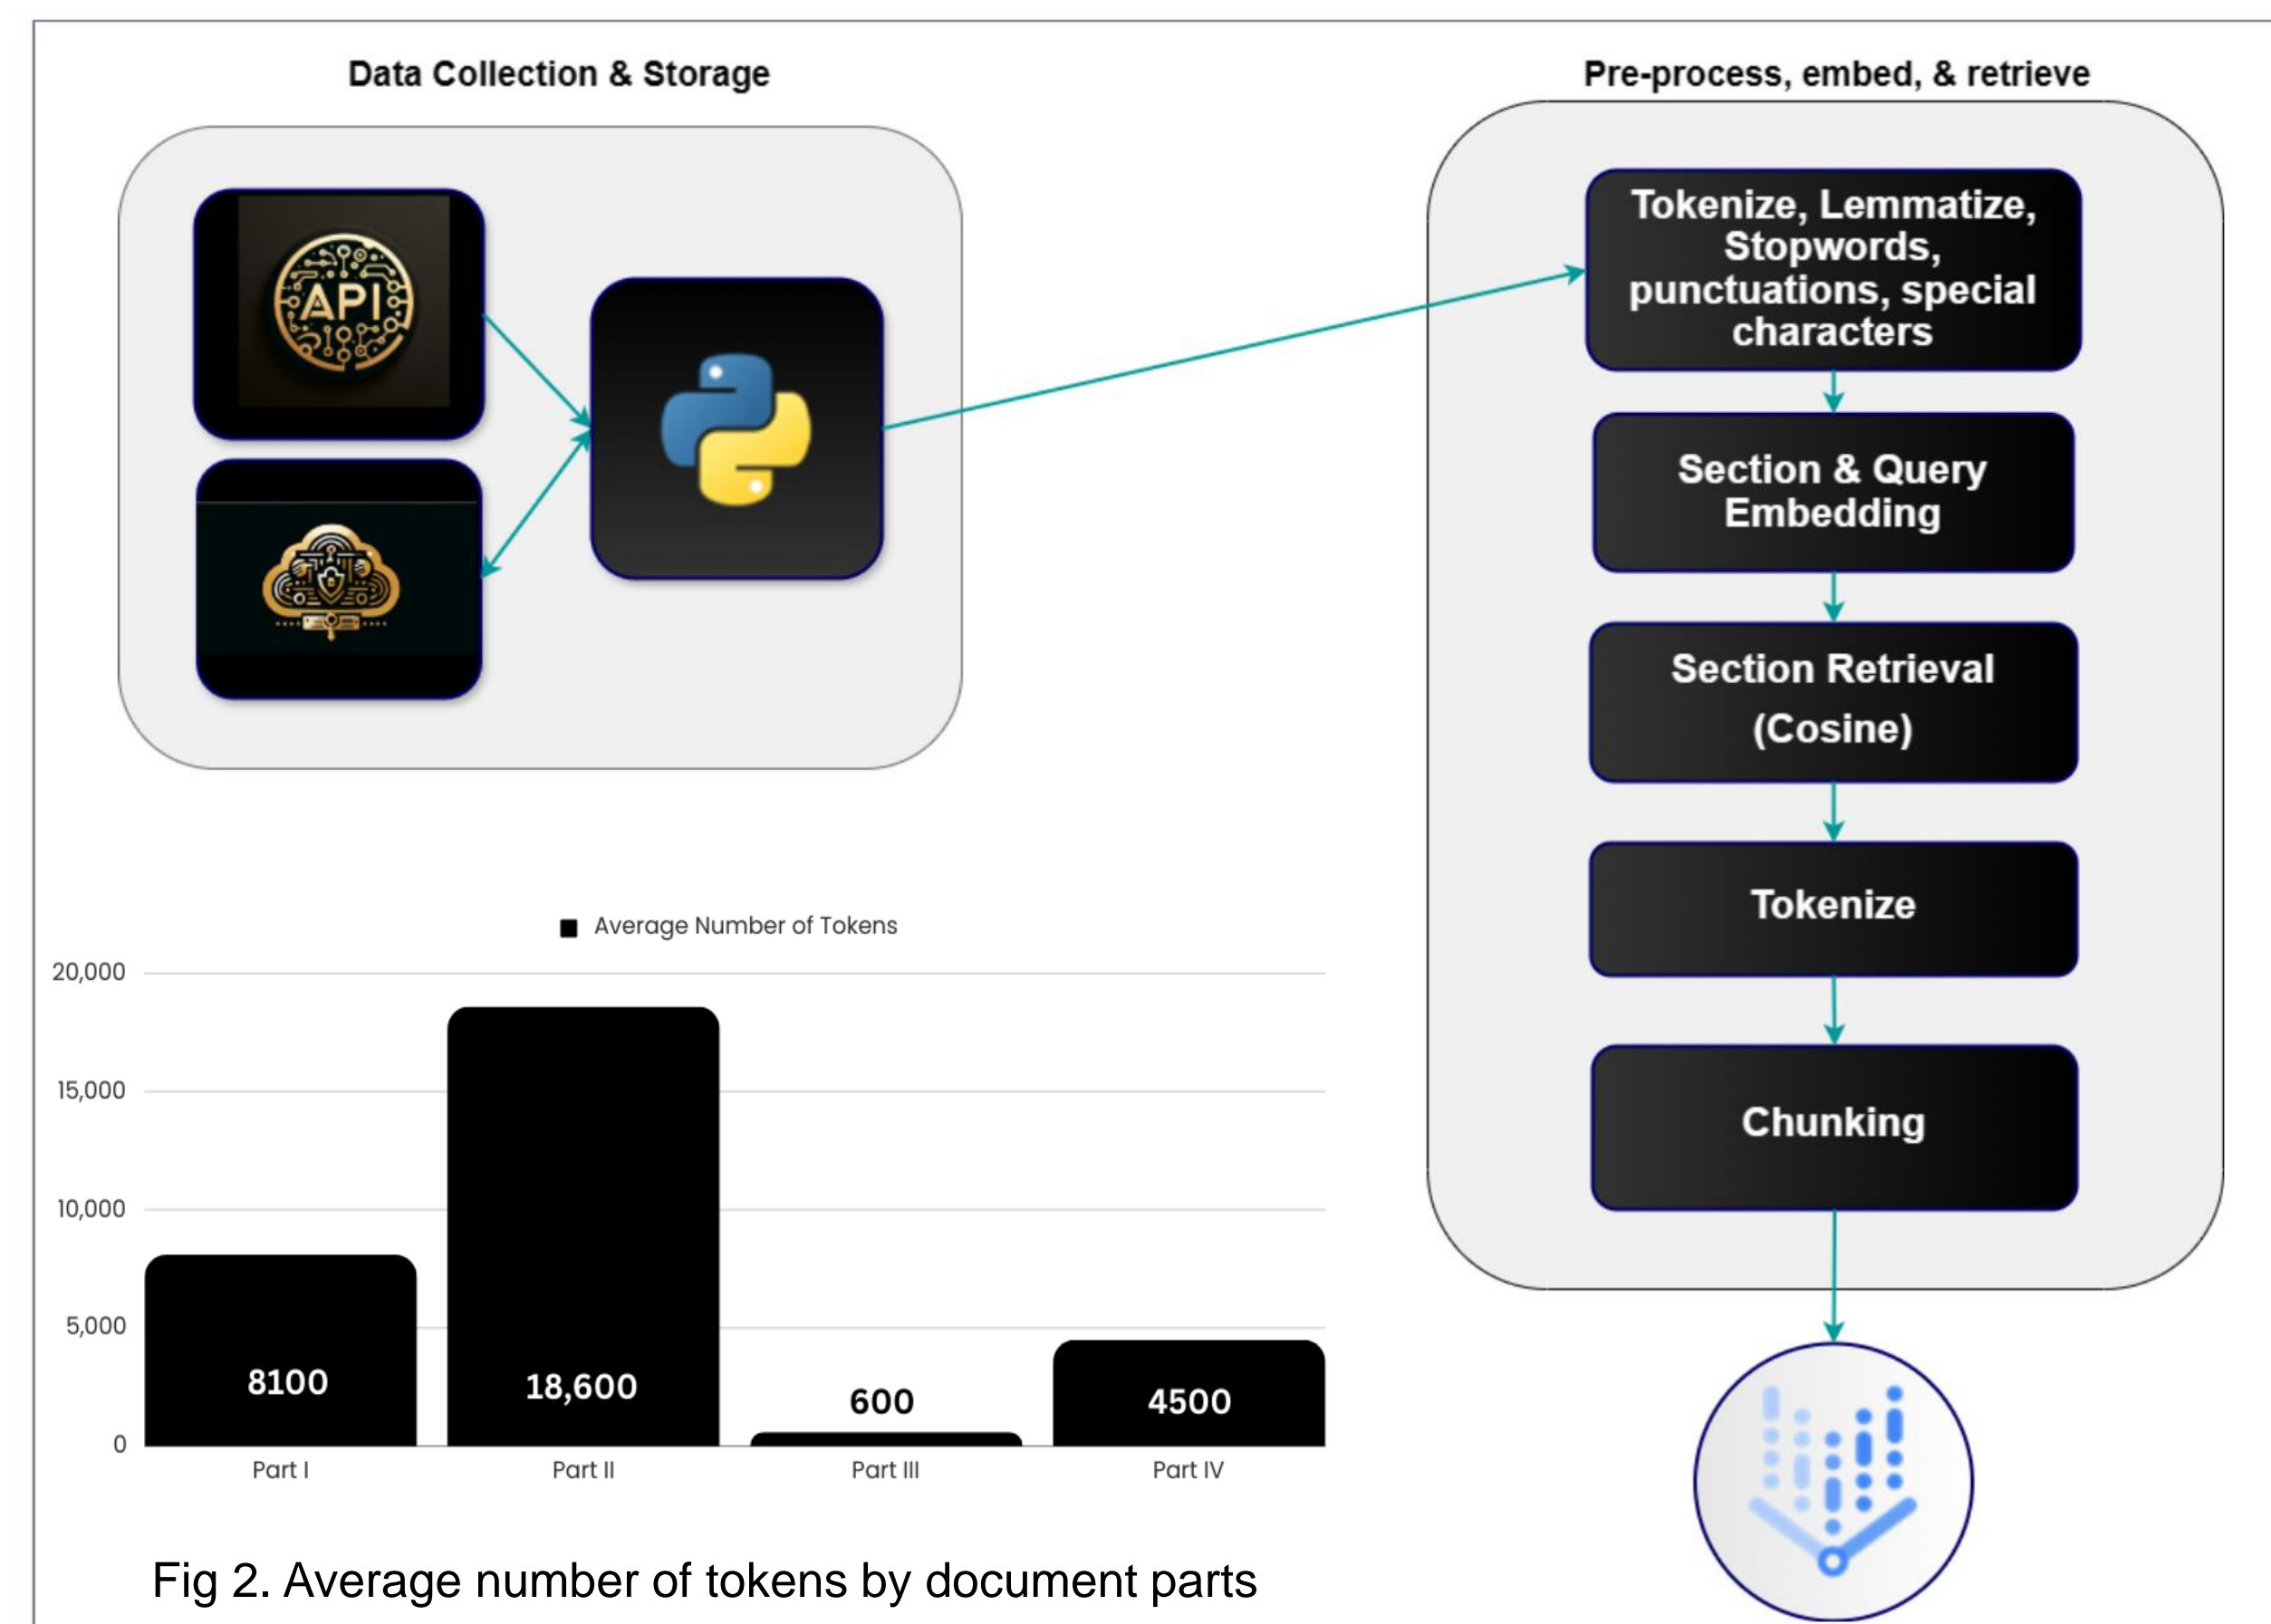 Data Collection & Storage
API
Pre-process, embed, & retrieve
Tokenize, Lemmatize,
Stopwords,
punctuations, special
characters
Section & Query
Embedding
Section Retrieval
(Cosine)
Tokenize
Chunking
Average Number of Tokens
20,000
15,000
10,000
5,000
0
8100
18,600
600
4500
Part I
Part II
Part III
Part IV
Fig 2. Average number of tokens by document parts